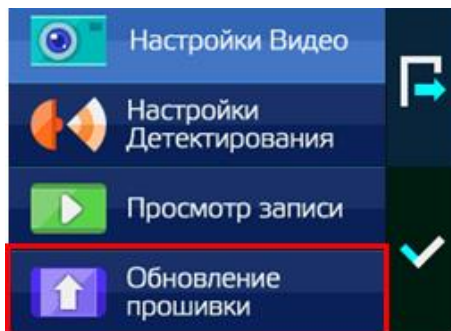 Настройки Видео
Настройки
Детектирования
Просмотр записи
Обновление
прошивки